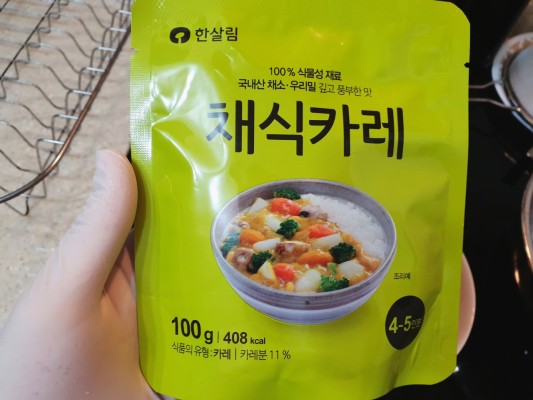 한살림
100% 식물성 재료
국내산 채소·우리밀 깊고 풍부한 맛
채식카레
조리예
4-5인분
100g | 408 kcal
식품의 유형:카레 | 카레분 11%